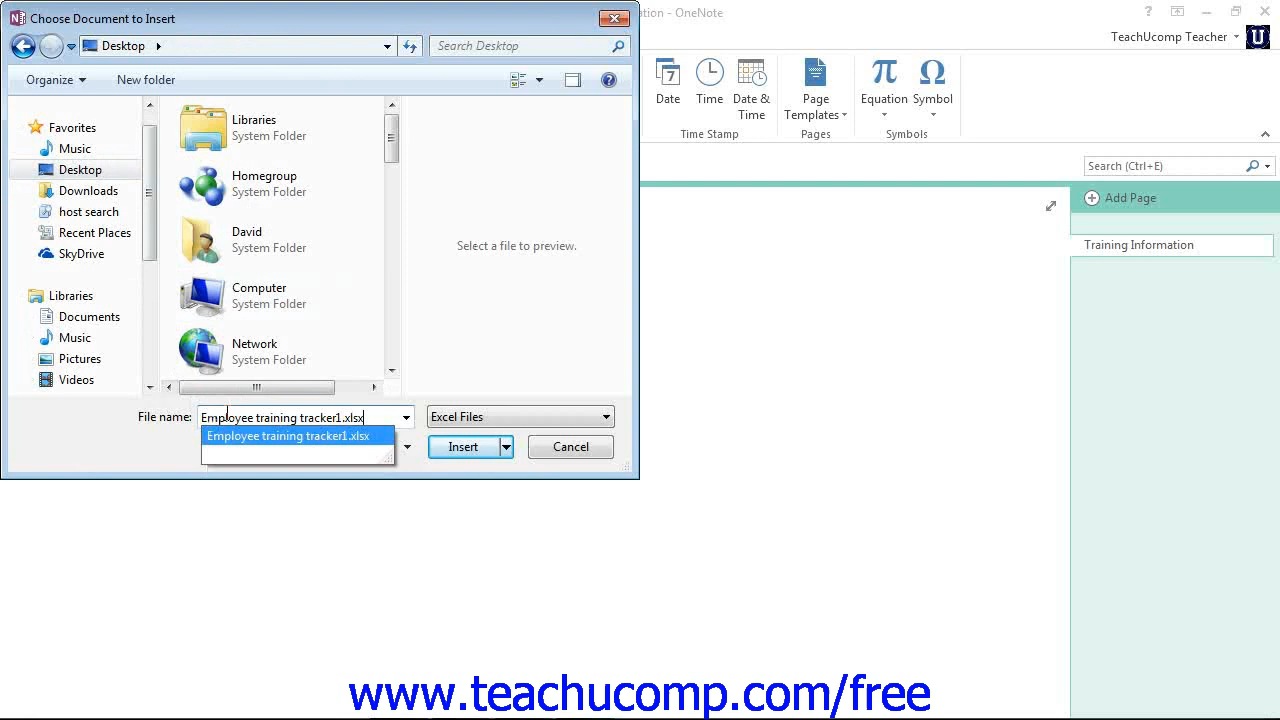 Choose Document to Insert
ation - OneNote
?
TeachUcomp Teacher
U
Desktop
Search Desktop
Organize
New folder
?
Favorites
Music
Desktop
Downloads
host search
Recent Places
SkyDrive
Libraries
Documents
Music
Pictures
Videos
Libraries
System Folder
Homegroup
System Folder
David
System Folder
Computer
System Folder
Network
System Folder
Select a file to preview.
File name:
Employee training tracker1.xlsx
Excel Files
Employee training tracker1.xlsx
Insert
Cancel
7
Date
Time
Date &
Time
Time Stamp
Page
Templates
Pages
π
Equation
Ω
Symbol
Symbols
Search (Ctrl+E)
Add Page
Training Information
www.teachucomp.com/free